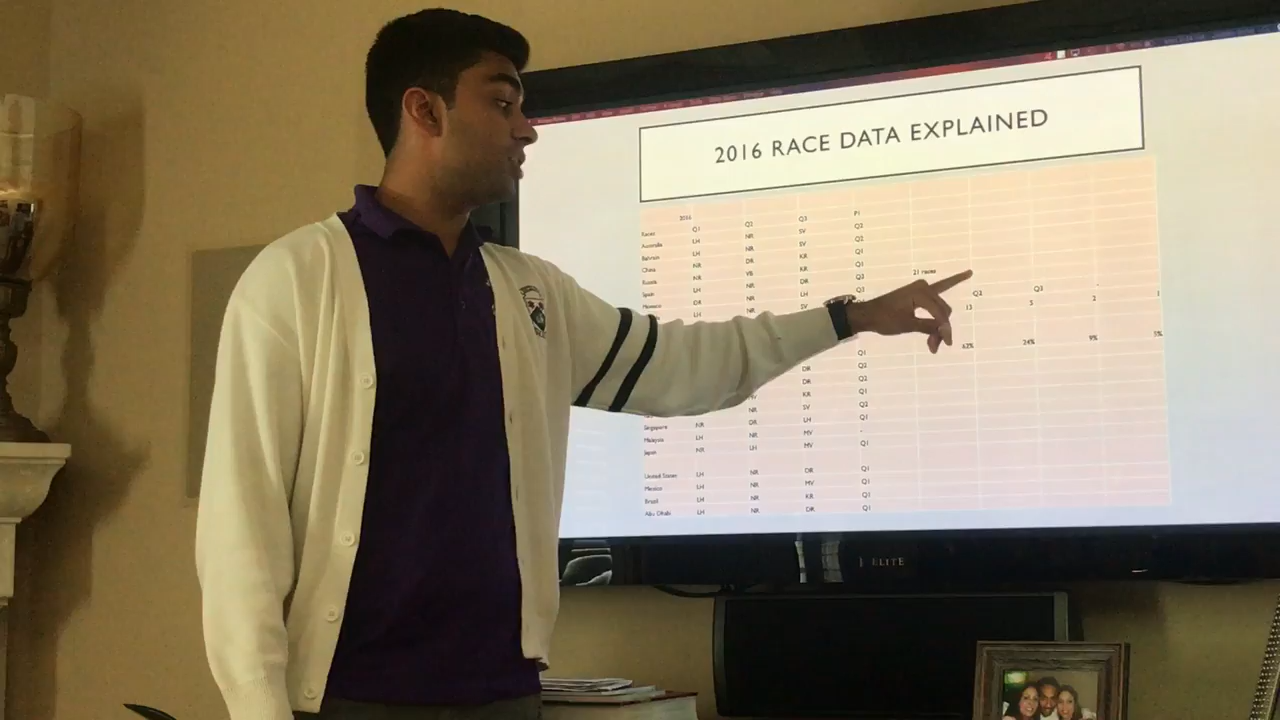 2016 RACE DATA EXPLAINED
2016
Races Q1 Q2 Q3 P1
Australia LH NR SV Q2
Bahrain LH NR SV Q2
China NR DR KR Q1
Russia NR VB KR Q1
Spain LH NR DR Q2
Monaco DR NR LH Q2
LH NR SV
21 races
Q2 Q3 -
13 5 2 1
62% 24% 9% 5%
Q1
DR Q2
DR Q2
KR Q1
NR SV Q2
Singapore NR DR LH Q1
Malaysia LH NR MV -
Japan NR LH MV Q1
United States LH NR DR Q1
Mexico LH NR MV Q1
Brazil LH NR KR Q1
Abu Dhabi LH NR DR Q1
ELITE